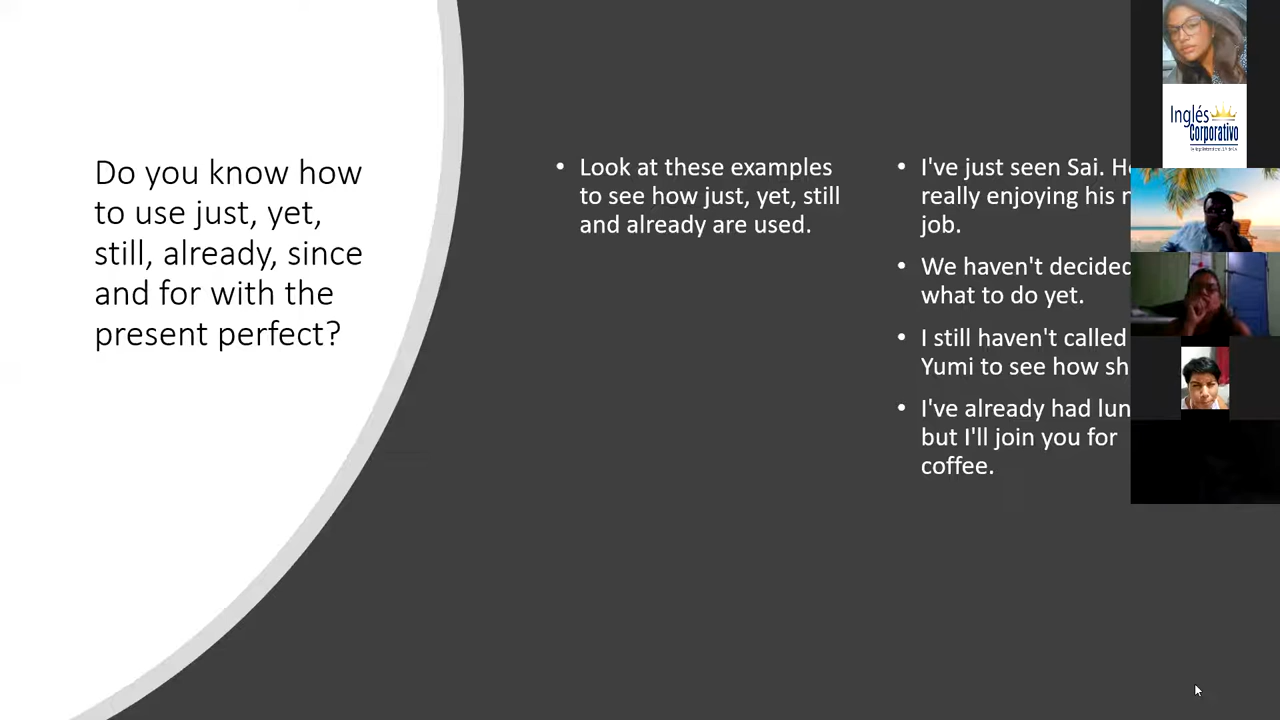 Do you know how
to use just, yet,
still, already, since
and for with the
present perfect?
• Look at these examples
to see how just, yet, still
and already are used.
• I've just seen Sai.
really enjoying his
job.
• We haven't decided
what to do yet.
• I still haven't called
Yumi to see how
• I've already had
but I'll join you for
coffee.
Inglés
Corporativo